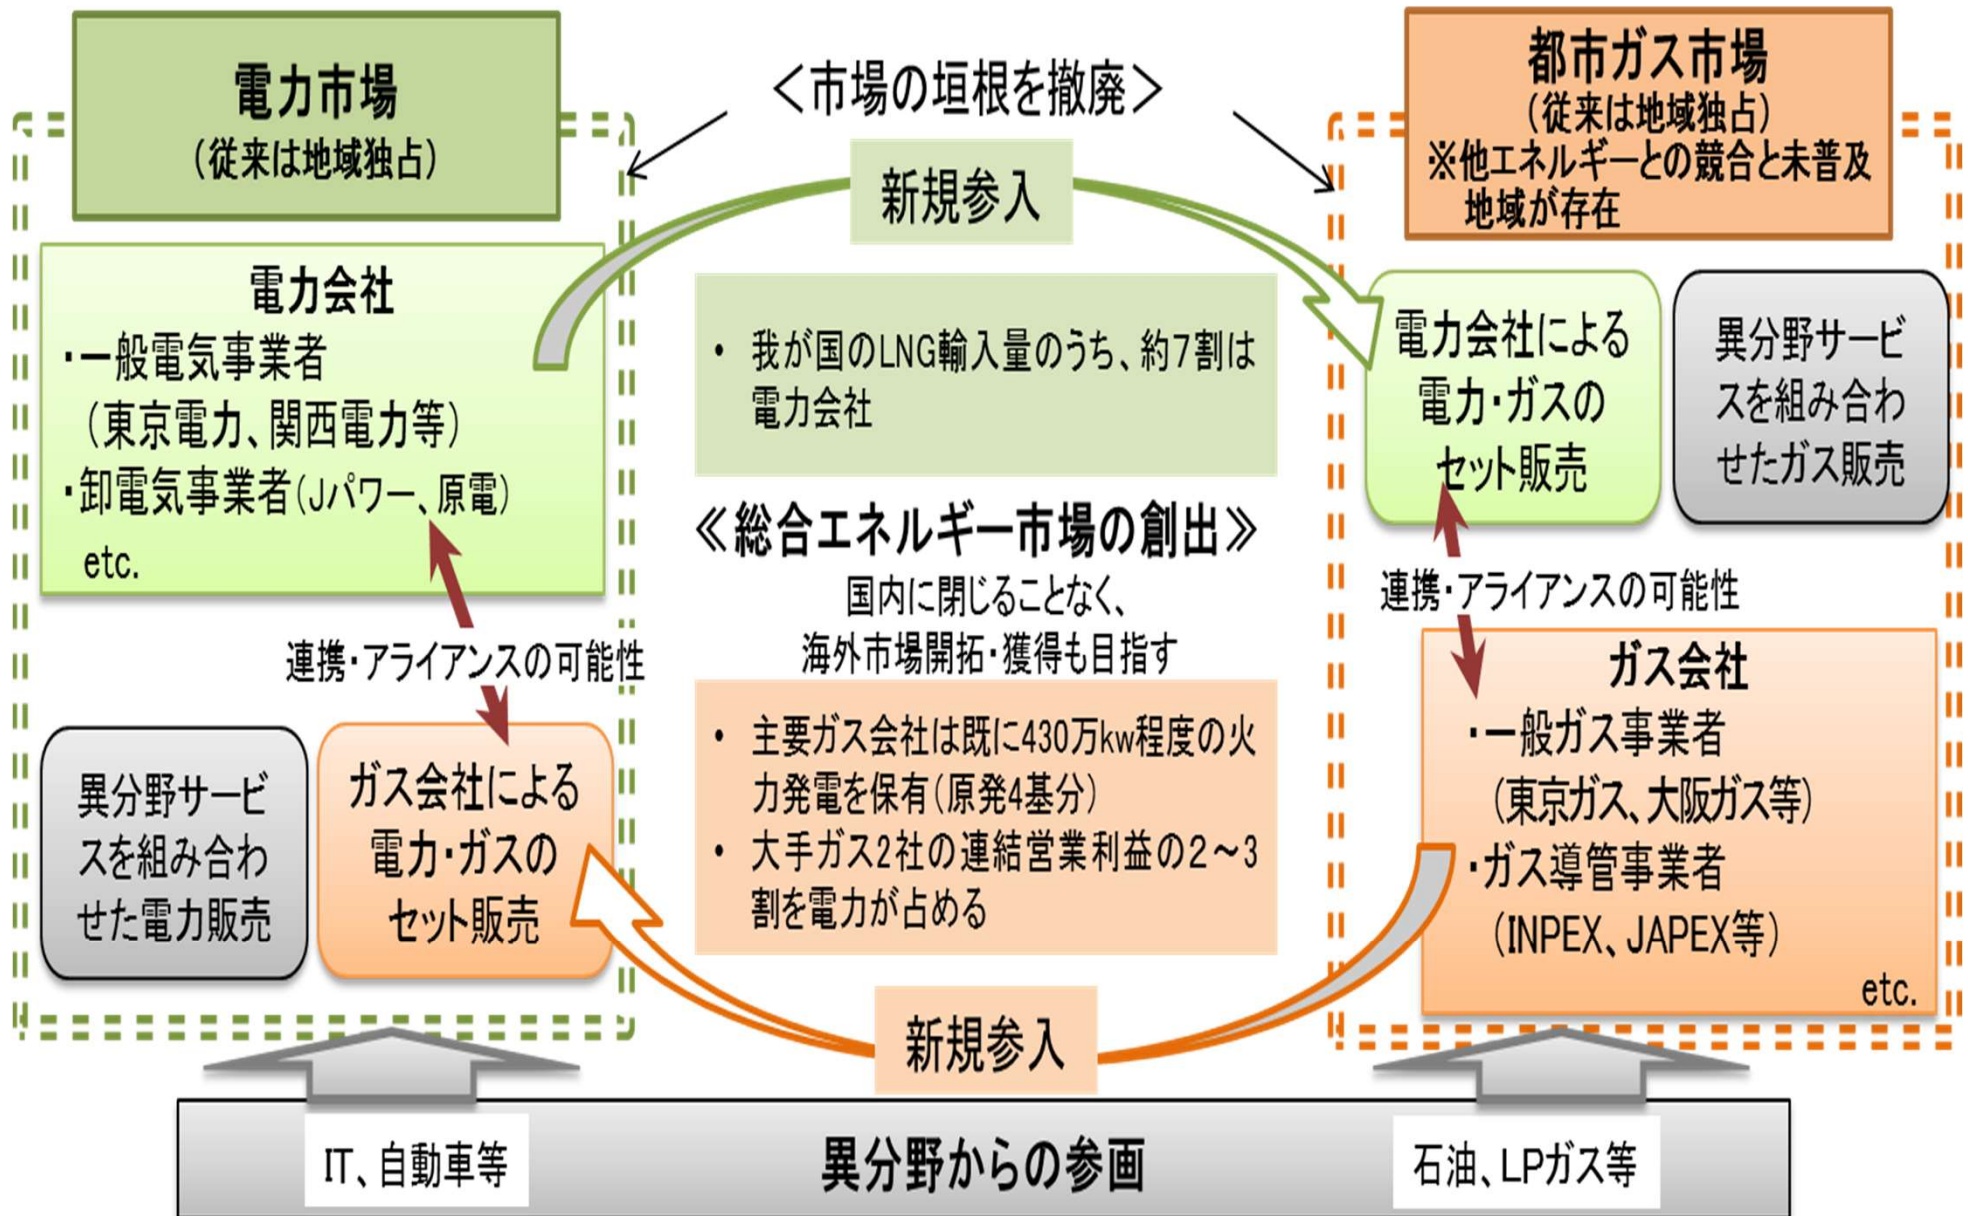 電力市場
(従来は地域独占)
<市場の垣根を撤廃>
都市ガス市場
(従来は地域独占)
※他エネルギーとの競合と未普及
地域が存在
新規参入
電力会社
・一般電気事業者
(東京電力、関西電力等)
・卸電気事業者(Jパワー、原電)
etc.
• 我が国のLNG輸入量のうち、約7割は
電力会社
電力会社による
電力・ガスの
セット販売
異分野サービ
スを組み合わ
せたガス販売
≪総合エネルギー市場の創出≫
国内に閉じることなく、
海外市場開拓・獲得も目指す
連携・アライアンスの可能性
連携・アライアンスの可能性
異分野サービ
スを組み合わ
せた電力販売
ガス会社による
電力・ガスの
セット販売
• 主要ガス会社は既に430万kw程度の火
力発電を保有(原発4基分)
• 大手ガス2社の連結営業利益の2〜3
割を電力が占める
ガス会社
・一般ガス事業者
(東京ガス、大阪ガス等)
・ガス導管事業者
(INPEX、JAPEX等)
etc.
新規参入
IT、自動車等
異分野からの参画
石油、LPガス等